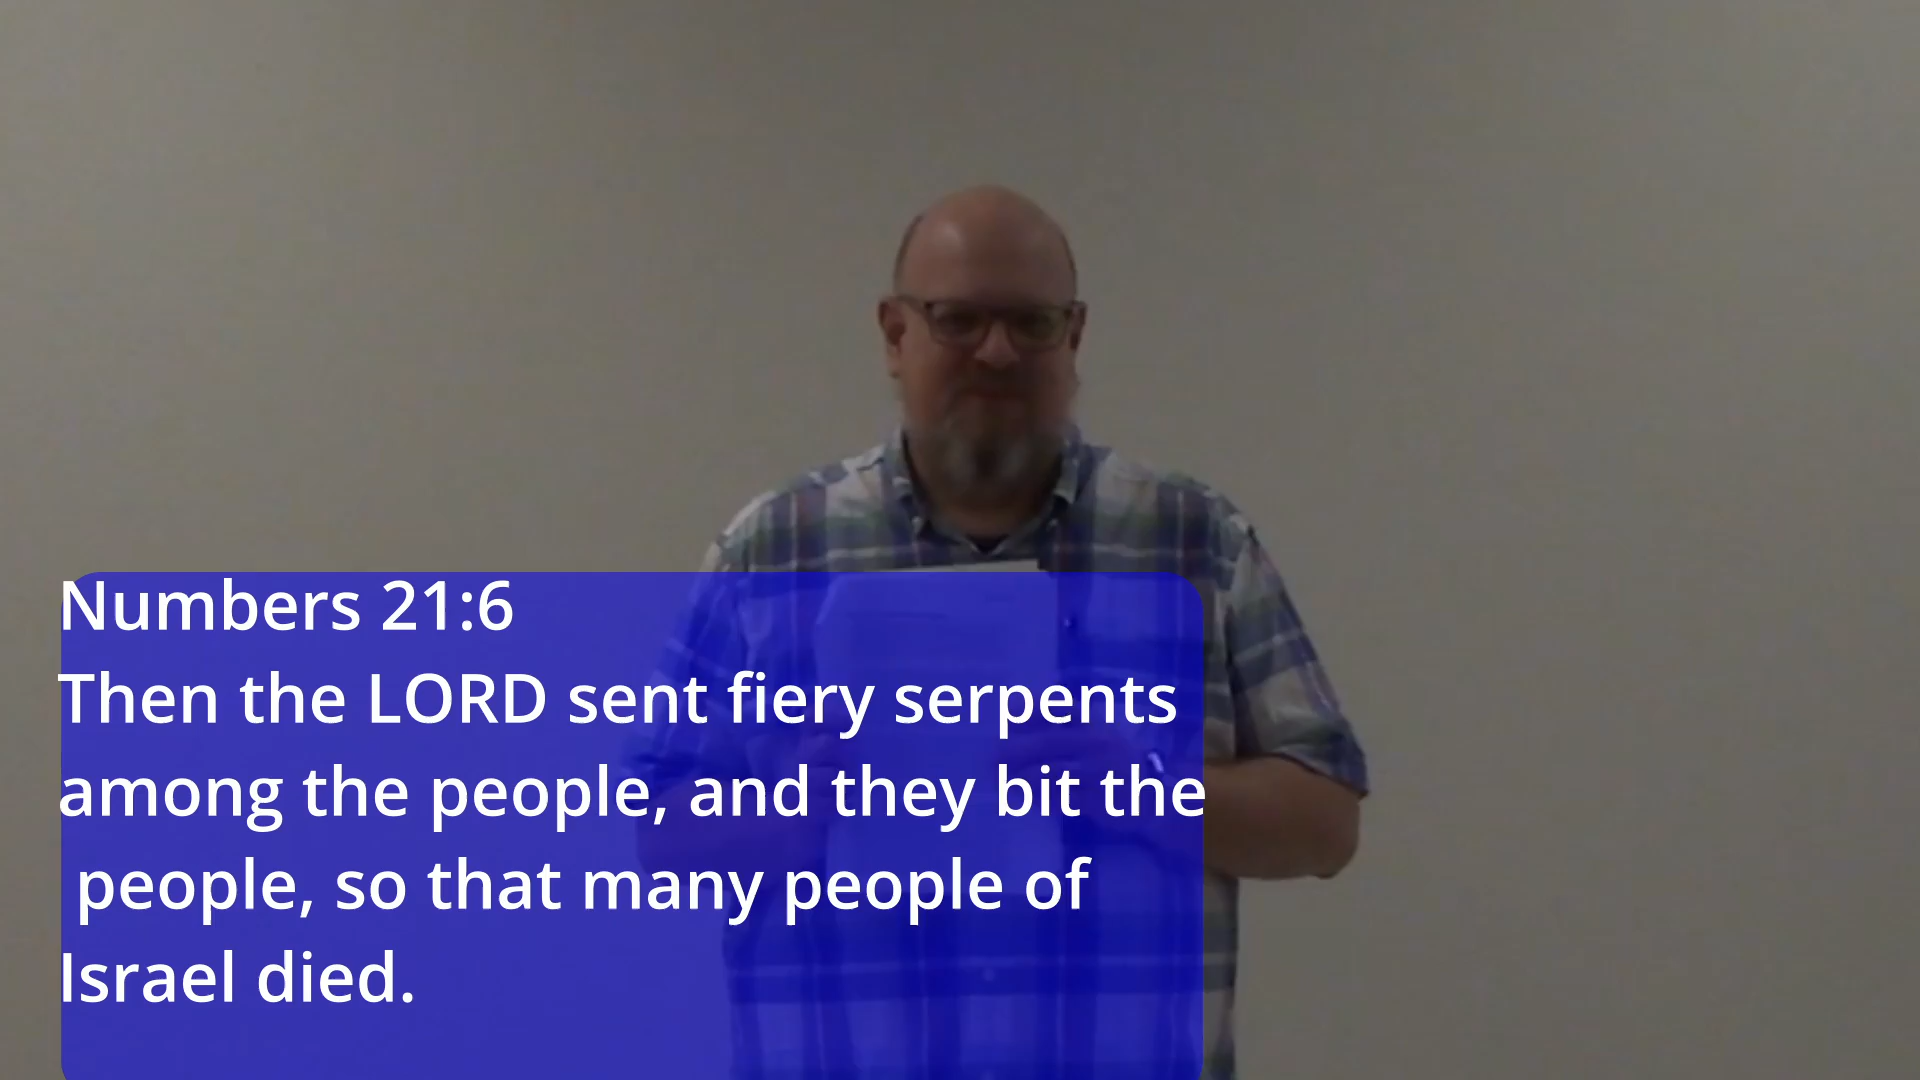 Numbers 21:6
Then the LORD sent fiery serpents
among the people, and they bit the
people, so that many people of
Israel died.